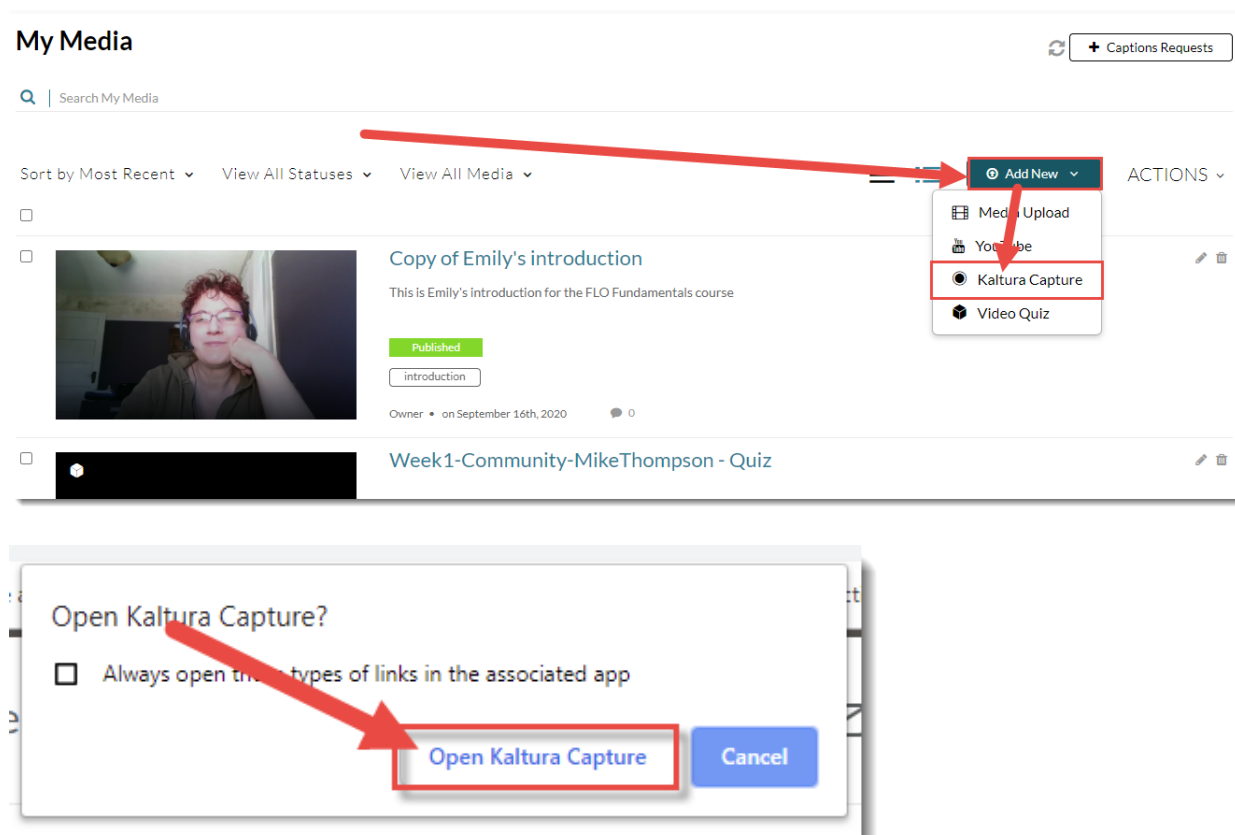 My Media
+ Captions Requests
Search My Media
Sort by Most Recent View All Statuses View All Media Add New ACTIONS
Media Upload
YouTube
Kaltura Capture
Video Quiz
Copy of Emily's introduction
This is Emily's introduction for the FLO Fundamentals course
Published
introduction
Owner • on September 16th, 2020 0
Week1-Community-MikeThompson - Quiz
Open Kaltura Capture?
Always open these types of links in the associated app
Open Kaltura Capture Cancel